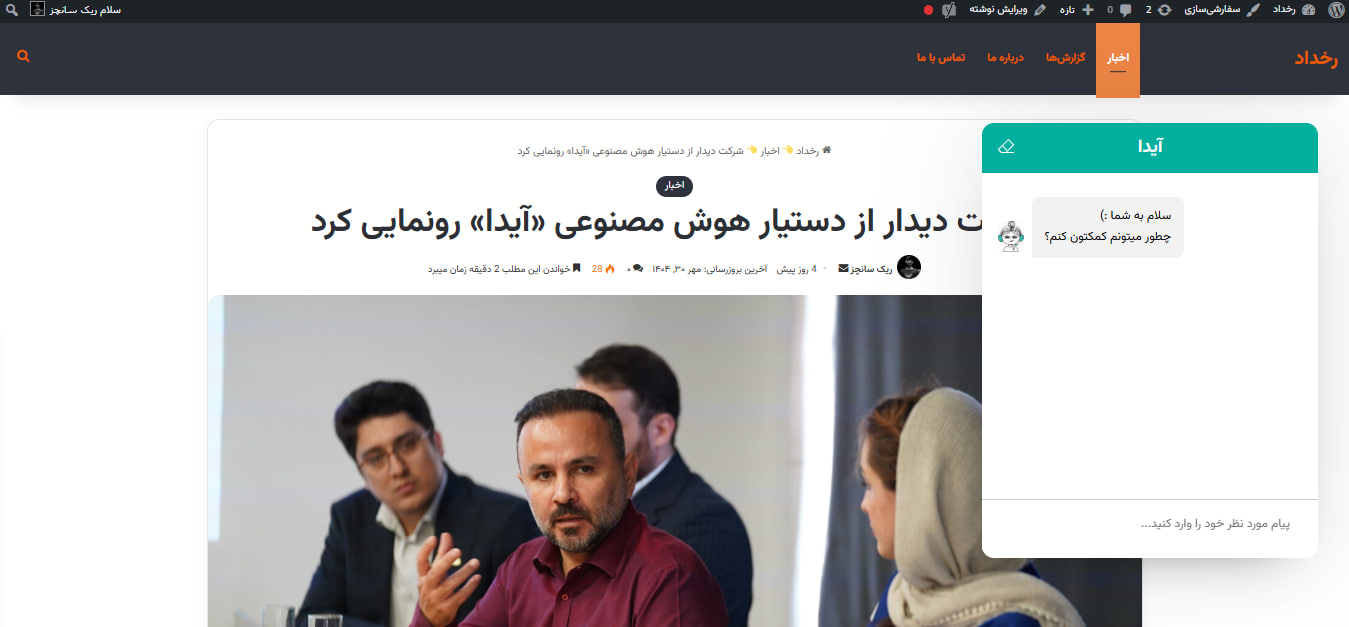 رخداد
سفارشی‌سازی
2
0
تازه
ویرایش نوشته
سلام ریک سانچز
رخداد
اخبار
گزارش‌ها
درباره ما
تماس با ما
رخداد
اخبار
شرکت دیدار از دستیار هوش مصنوعی «آیدا» رونمایی کرد
اخبار
ت دیدار از دستیار هوش مصنوعی «آیدا» رونمایی کرد
ریک سانچز
4 روز پیش
آخرین بروزرسانی: مهر ۳۰, ۱۴۰۴
۰
28
خواندن این مطلب 2 دقیقه زمان میبرد
آیدا
سلام به شما :)
چطور میتونم کمکتون کنم؟
پیام مورد نظر خود را وارد کنید...